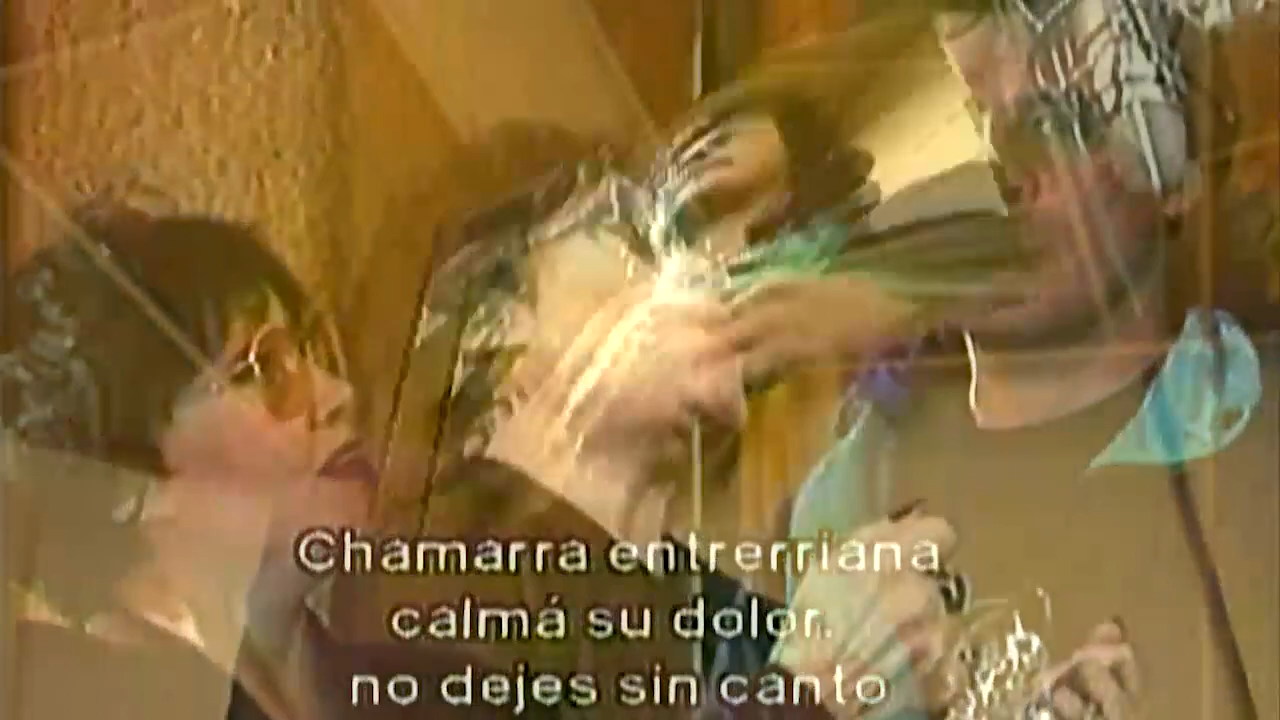 Chamarra entrerriana
calmá su dolor.
no dejes sin canto